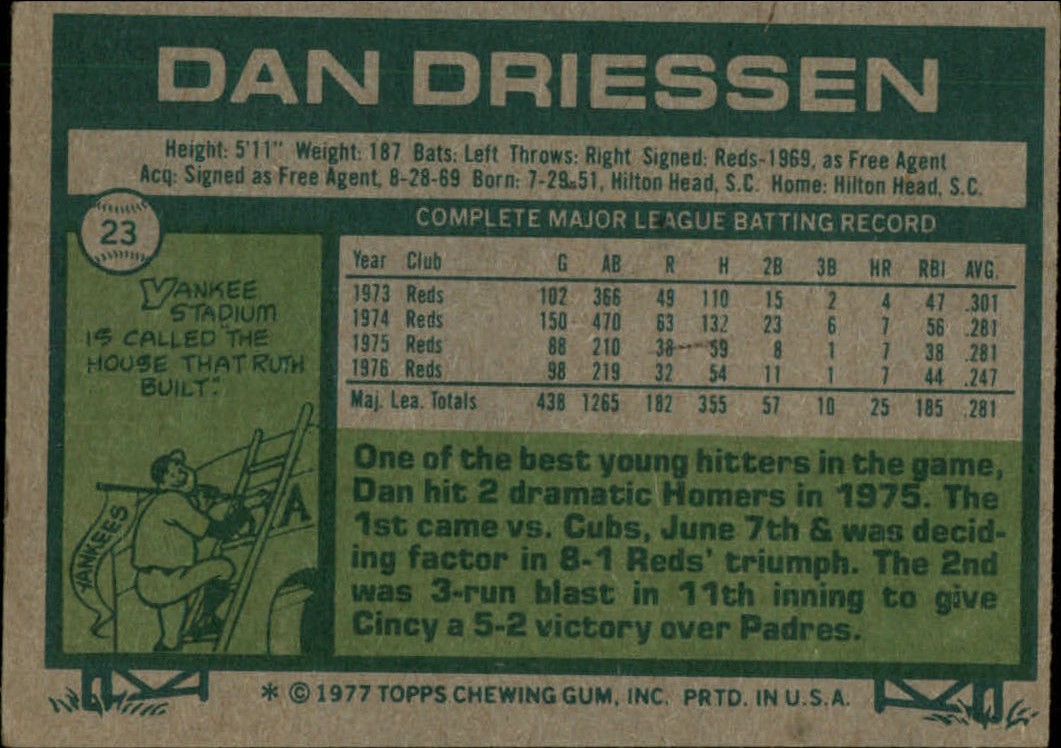 DAN DRIESSEN
Height: 5'11" Weight: 187 Bats: Left Throws: Right Signed: Reds-1969, as Free Agent
Acq: Signed as Free Agent, 8-28-69 Born: 7-29-51, Hilton Head, S.C. Home: Hilton Head, S.C.
23
YANKEE
STADIUM
IS CALLED "THE
HOUSE THAT RUTH
BUILT."
YANKEES
A
COMPLETE MAJOR LEAGUE BATTING RECORD
Year Club G AB R H 2B 3B HR RBI AVG.
1973 Reds 102 366 49 110 15 2 4 47 .301
1974 Reds 150 470 63 132 23 6 7 56 .281
1975 Reds 88 210 38 59 8 1 7 38 .281
1976 Reds 98 219 32 54 11 1 7 44 .247
Maj. Lea. Totals 438 1265 182 355 57 10 25 185 .281
One of the best young hitters in the game,
Dan hit 2 dramatic Homers in 1975. The
1st came vs. Cubs, June 7th & was decid-
ing factor in 8-1 Reds' triumph. The 2nd
was 3-run blast in 11th inning to give
Cincy a 5-2 victory over Padres.
* © 1977 TOPPS CHEWING GUM, INC. PRTD. IN U.S.A.